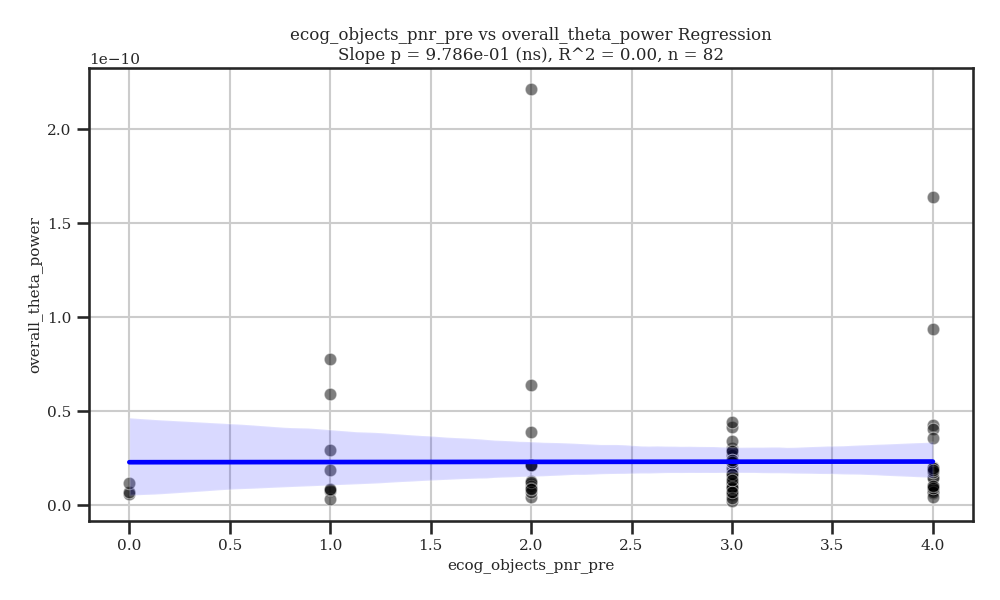 ecog_objects_pnr_pre vs overall_theta_power Regression
Slope p = 9.786e-01 (ns), R^2 = 0.00, n = 82
1e−10
2.0
1.5
1.0
0.5
0.0
overall_theta_power
0.0 0.5 1.0 1.5 2.0 2.5 3.0 3.5 4.0
ecog_objects_pnr_pre